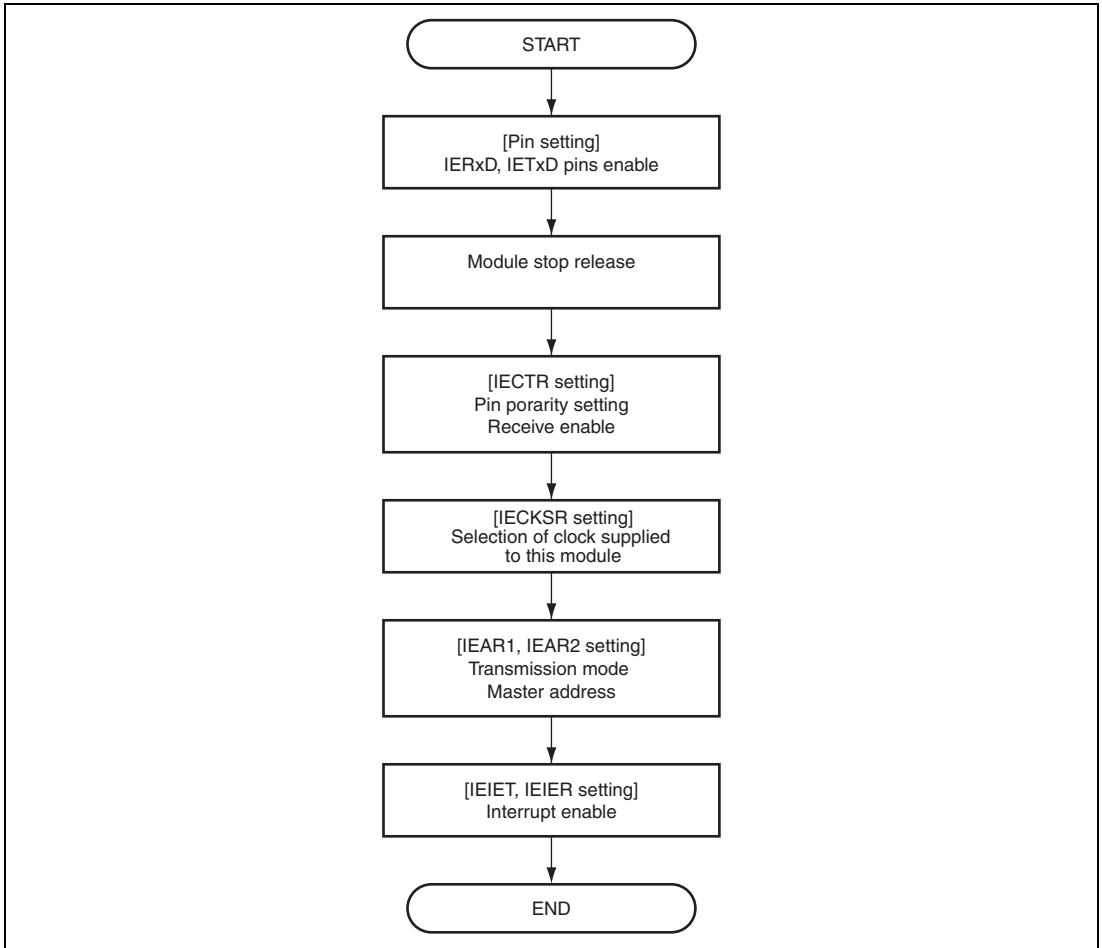 START
[Pin setting]
IERxD, IETxD pins enable
Module stop release
[IECTR setting]
Pin porarity setting
Receive enable
[IECKSR setting]
Selection of clock supplied
to this module
[IEAR1, IEAR2 setting]
Transmission mode
Master address
[IEIET, IEIER setting]
Interrupt enable
END